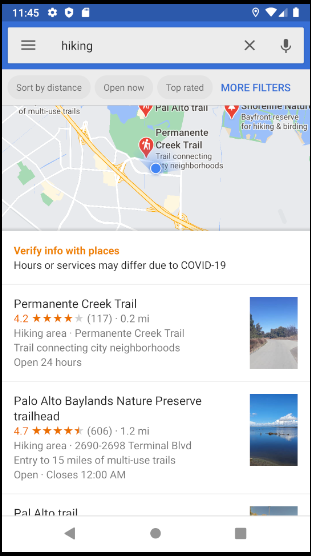 11:45
hiking
Sort by distance
Open now
Top rated
MORE FILTERS
of multi-use trails
Pal Alto trail
Shoreline Nature
Bayfront reserve
for hiking & birding
Permanente
Creek Trail
Trail connecting
city neighborhoods
Verify info with places
Hours or services may differ due to COVID-19
Permanente Creek Trail
4.2 ★★★★★ (117) · 0.2 mi
Hiking area · Permanente Creek Trail
Trail connecting city neighborhoods
Open 24 hours
Palo Alto Baylands Nature Preserve
trailhead
4.7 ★★★★★ (606) · 1.2 mi
Hiking area · 2690-2698 Terminal Blvd
Entry to 15 miles of multi-use trails
Open · Closes 12:00 AM
Pal Alto trail